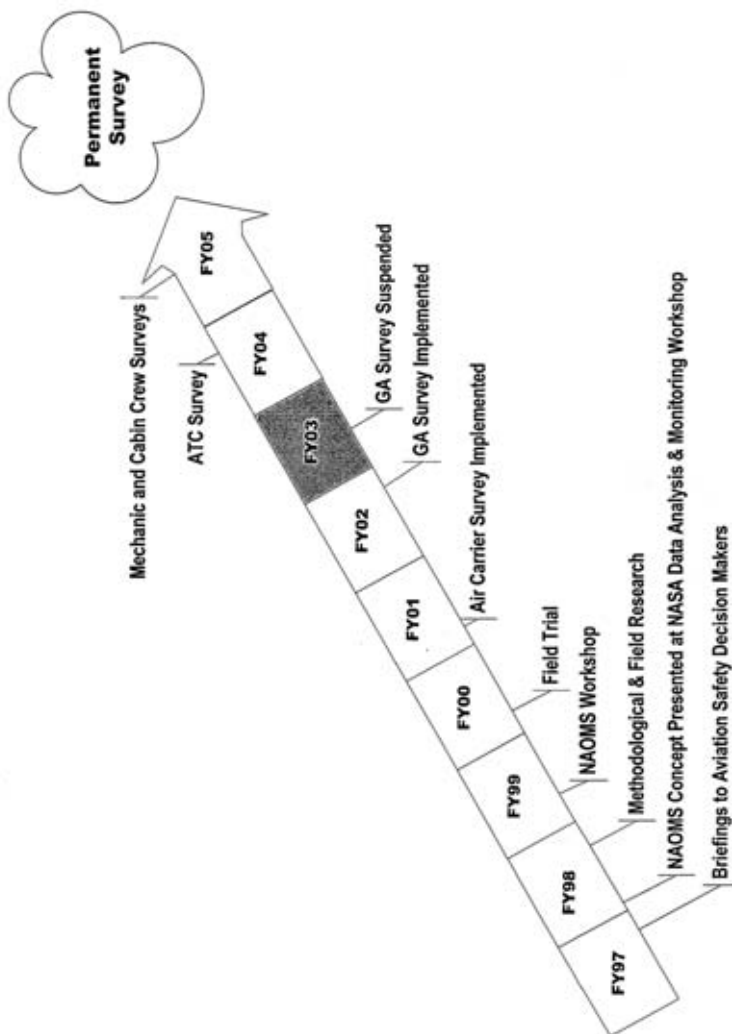 Permanent
Survey
Mechanic and Cabin Crew Surveys
ATC Survey
FY05
FY04
FY03
FY02
FY01
FY00
FY99
FY98
FY97
GA Survey Suspended
GA Survey Implemented
Air Carrier Survey Implemented
Field Trial
NAOMS Workshop
Methodological & Field Research
NAOMS Concept Presented at NASA Data Analysis & Monitoring Workshop
Briefings to Aviation Safety Decision Makers